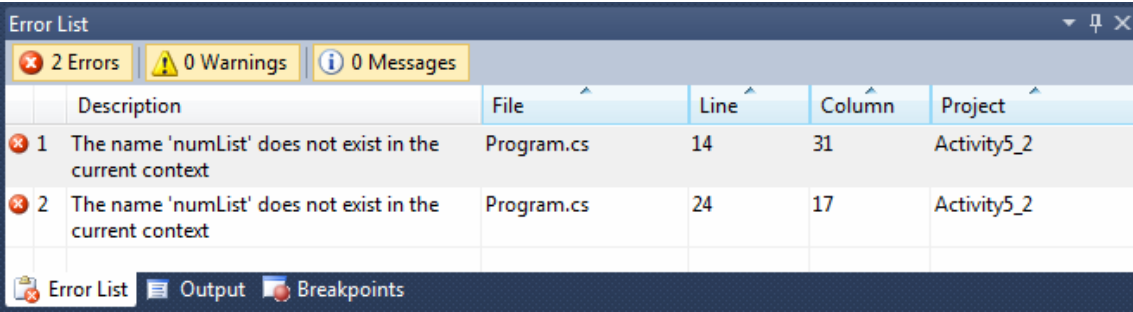 Error List
2 Errors 0 Warnings 0 Messages
Description File Line Column Project
1 The name 'numList' does not exist in the Program.cs 14 31 Activity5_2
current context
2 The name 'numList' does not exist in the Program.cs 24 17 Activity5_2
current context
Error List Output Breakpoints